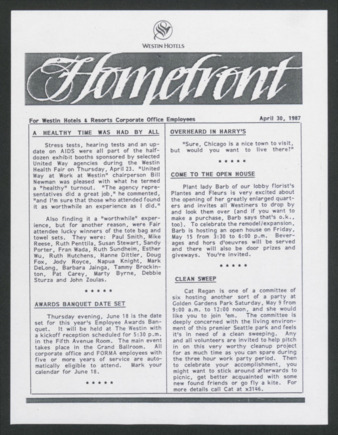 WESTIN HOTELS
Homefront
For Westin Hotels & Resorts Corporate Office Employees
April 30, 1987
A HEALTHY TIME WAS HAD BY ALL
Stress tests, hearing tests and an up-
date on AIDS were all part of the half-
dozen exhibit booths sponsored by selected
United Way agencies during the Westin
Health Fair on Thursday, April 23. "United
Way at Work at Westin" chairperson Bill
Newman was pleased with what he termed
a "healthy" turnout. "The agency repre-
sentatives did a great job," he commented,
"and I'm sure that those who attended found
it as worthwhile an experience as I did."
Also finding it a "worthwhile" exper-
ience, but for another reason, were Fair
attendee lucky winners of the tote bag and
towel sets. They were: Paul Smith, Mike
Reese, Ruth Pentilla, Susan Stewart, Sandy
Porter, Fran Wada, Ruth Sundheim, Esther
Wu, Ruth Hutchens, Hanne Dittler, Doug
Fox, Jody Royce, Napua Knight, Mark
DeLong, Barbara Jainga, Tammy Brockin-
ton, Pat Carey, Marty Byrne, Debbie
Sturza and John Zoulas.
* * * * *
AWARDS BANQUET DATE SET
Thursday evening, June 18 is the date
set for this year's Employee Awards Ban-
quet. It will be held at The Westin with
a kickoff reception scheduled for 5:30 p.m.
in the Fifth Avenue Room. The main event
takes place in the Grand Ballroom. All
corporate office and FORMA employees with
five or more years of service are auto-
matically eligible to attend. Mark your
calendar for June 18.
* * * * *
OVERHEARD IN HARRY'S
"Sure, Chicago is a nice town to visit,
but would you want to live there?"
* * * * *
COME TO THE OPEN HOUSE
Plant lady Barb of our lobby florist's
Plantes and Fleurs is very excited about
the opening of her greatly enlarged quart-
ers and invites all Westiners to drop by
and look them over (and if you want to
make a purchase, Barb says that's o.k.,
too). To celebrate the remodel/expansion,
Barb is hosting an open house on Friday,
May 15 from 3:30 to 6:00 p.m. Bever-
ages and hors d'oeuvres will be served
and there will also be door prizes and
giveways. You're invited.
* * * * *
CLEAN SWEEP
Cat Regan is one of a committee of
six hosting another sort of a party at
Golden Gardens Park Saturday, May 9 from
9:00 a.m. to 12:00 noon, and she would
like you to join 'em. The committee is
deeply concerned with the living environ-
ment of this premier Seattle park and feels
it's in need of a clean sweeping. Any
and all volunteers are invited to help pitch
in on this very worthy cleanup project
for as much time as you can spare during
the three hour work party period. Then
to celebrate your accomplishment, you
might want to stick around afterwards to
picnic, get better acquainted with some
new found friends or go fly a kite. For
more details call Cat at x3146.